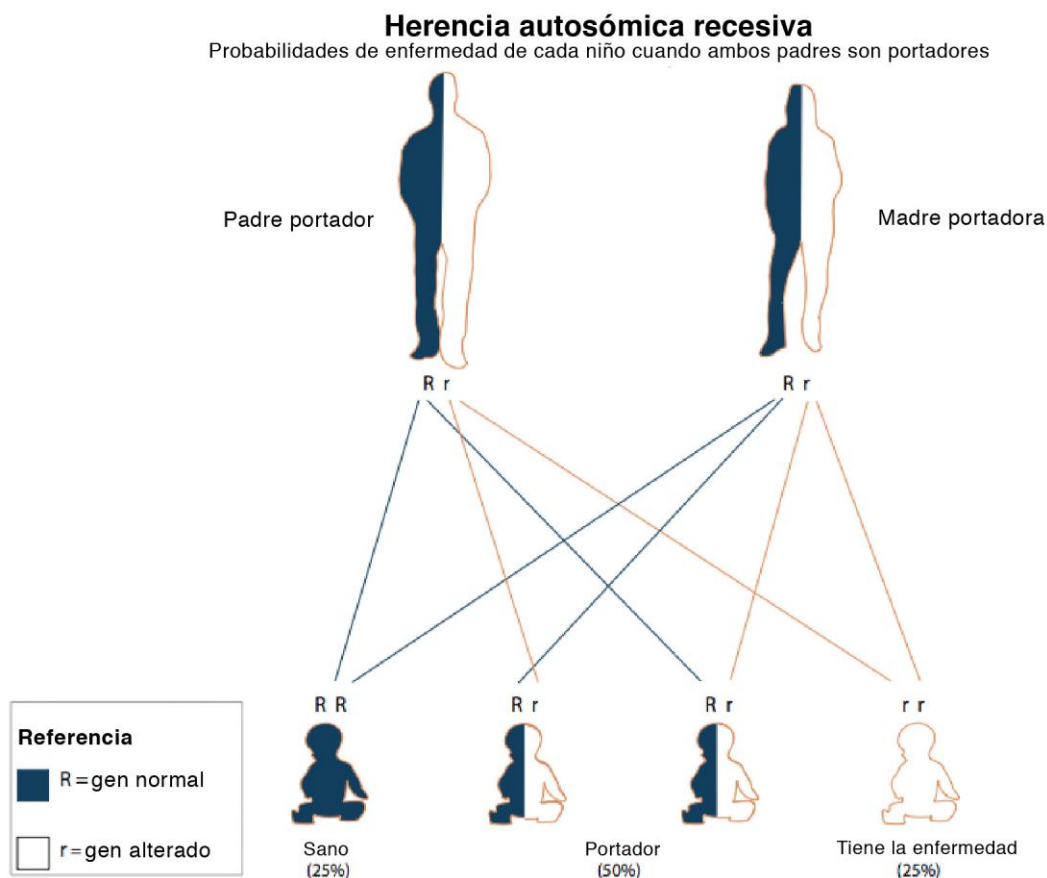 Herencia autosómica recesiva
Probabilidades de enfermedad de cada niño cuando ambos padres son portadores
Padre portador
Madre portadora
R r
R r
R R
R r
R r
r r
Referencia
R=gen normal
r=gen alterado
Sano
(25%)
Portador
(50%)
Tiene la enfermedad
(25%)